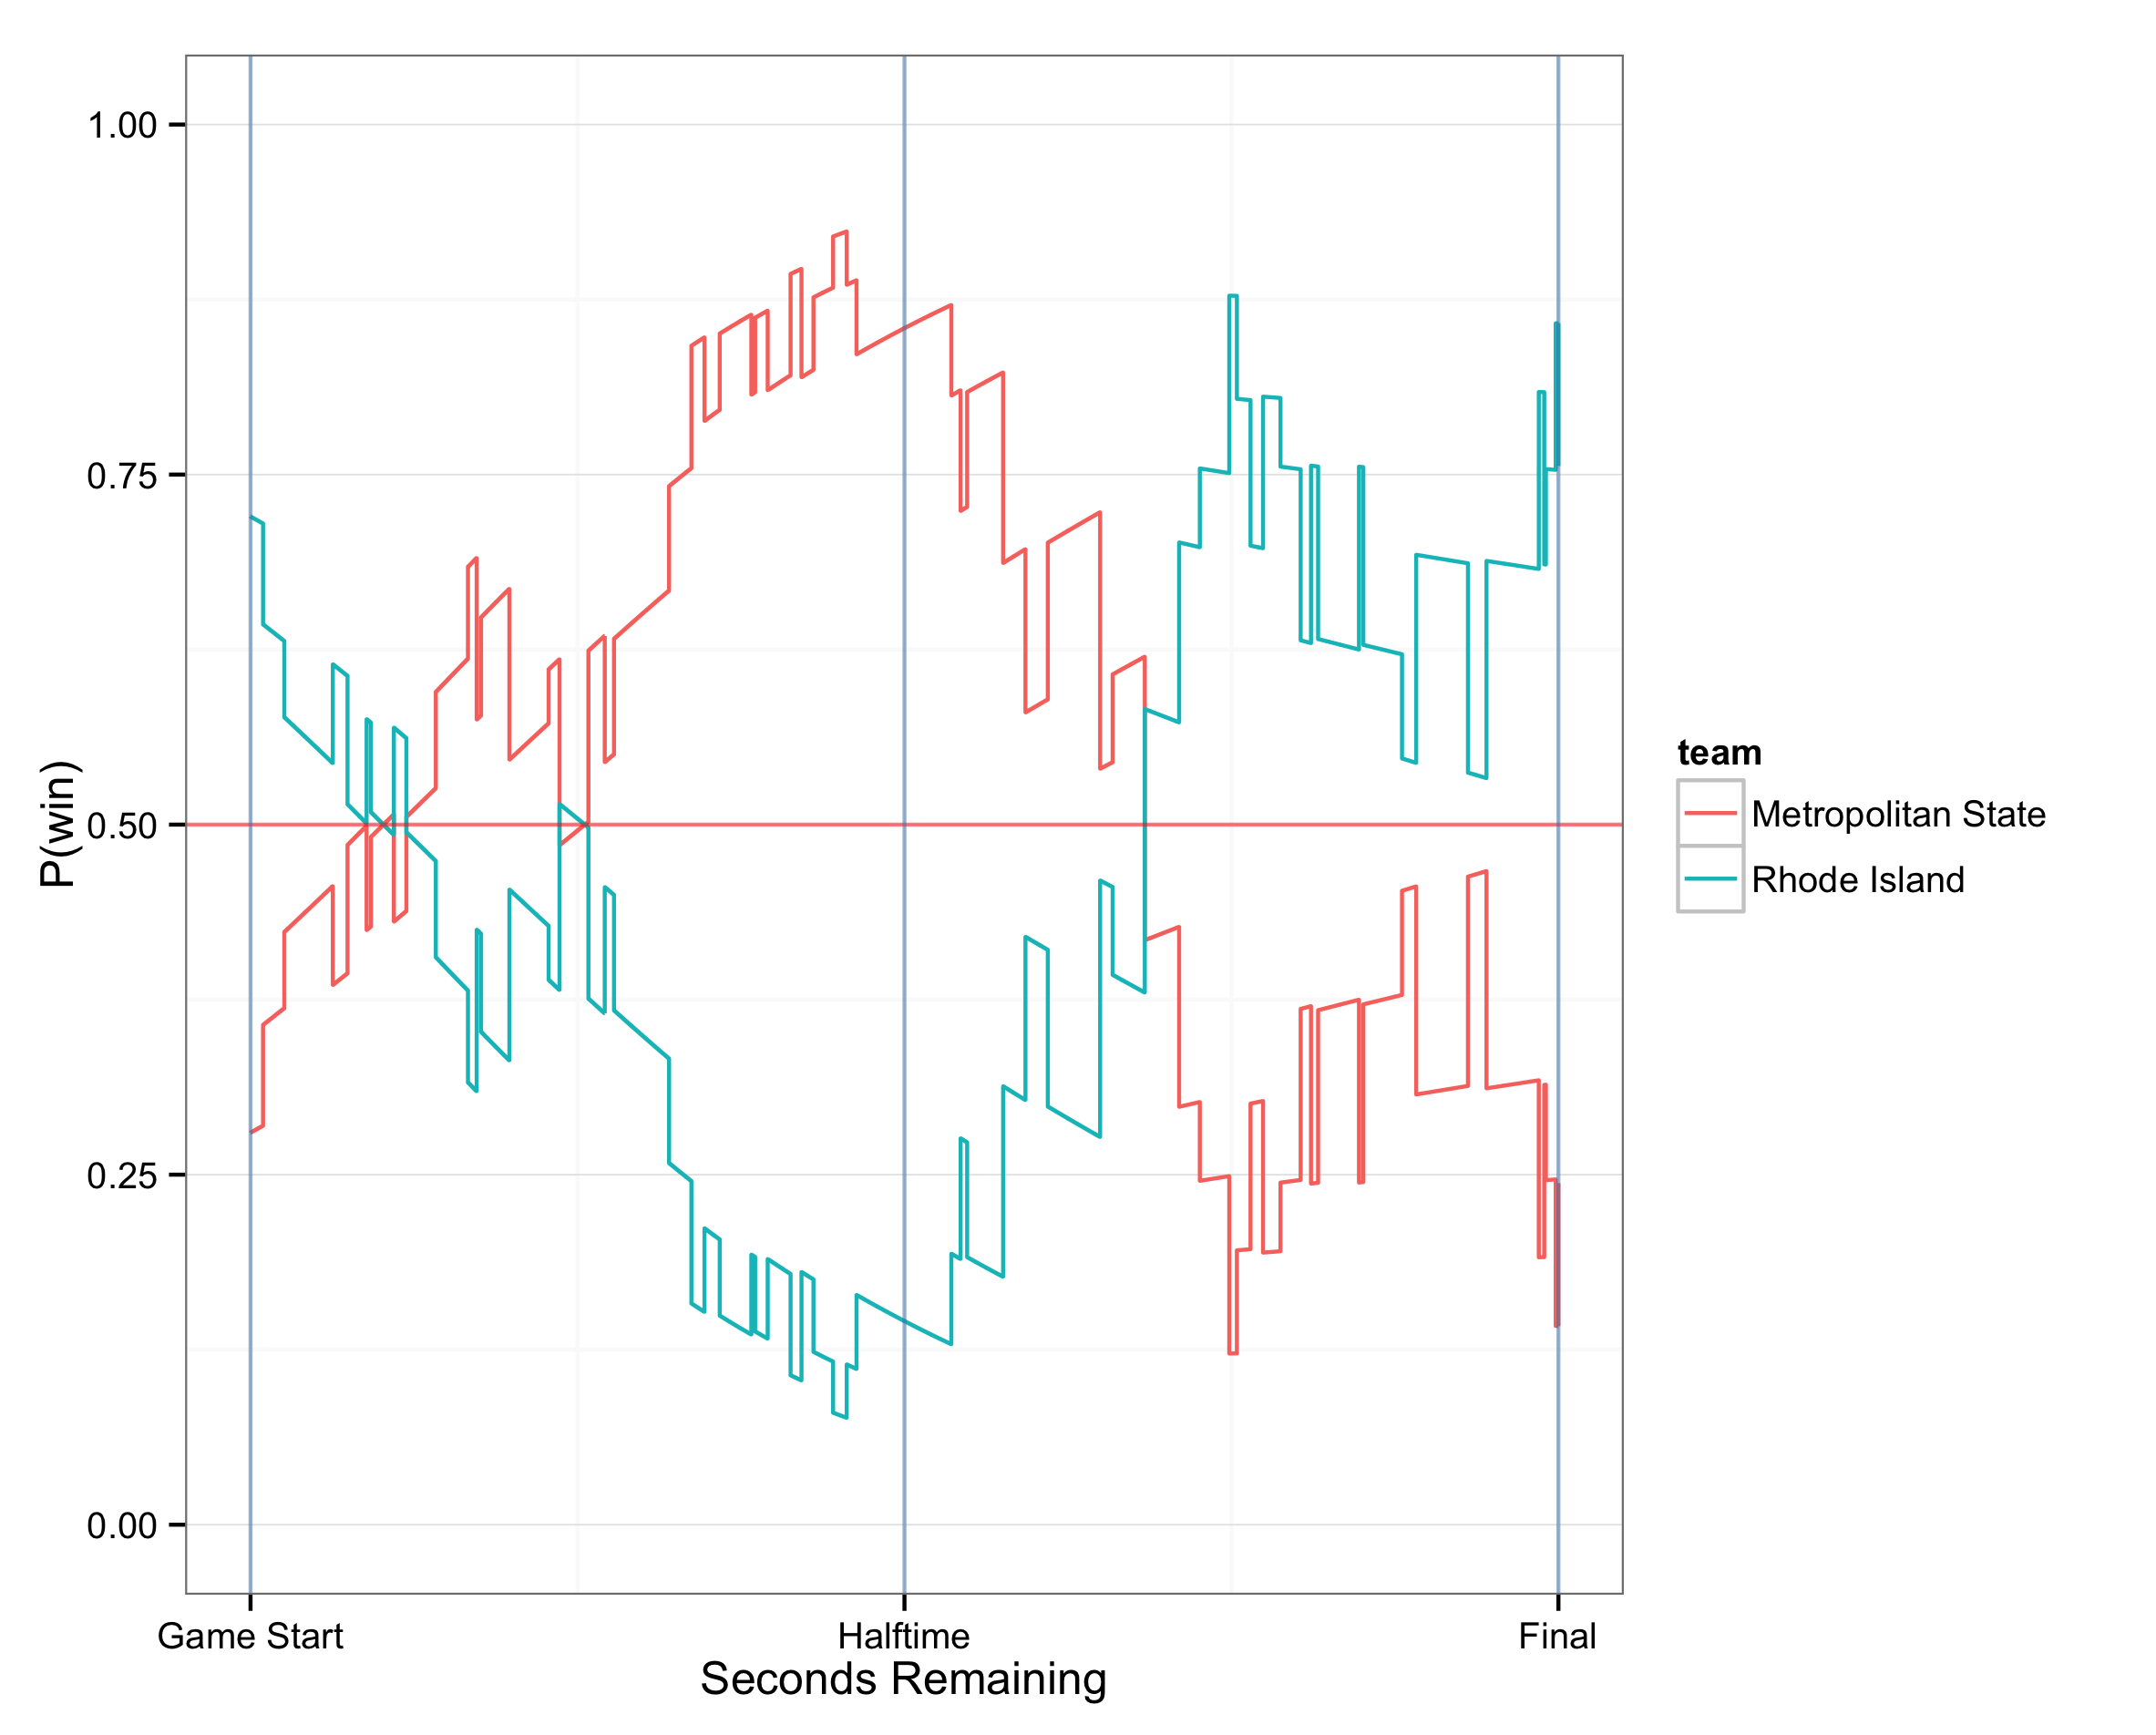 1.00
0.75
0.50
0.25
0.00
P(win)
Game Start
Halftime
Final
Seconds Remaining
team
Metropolitan State
Rhode Island